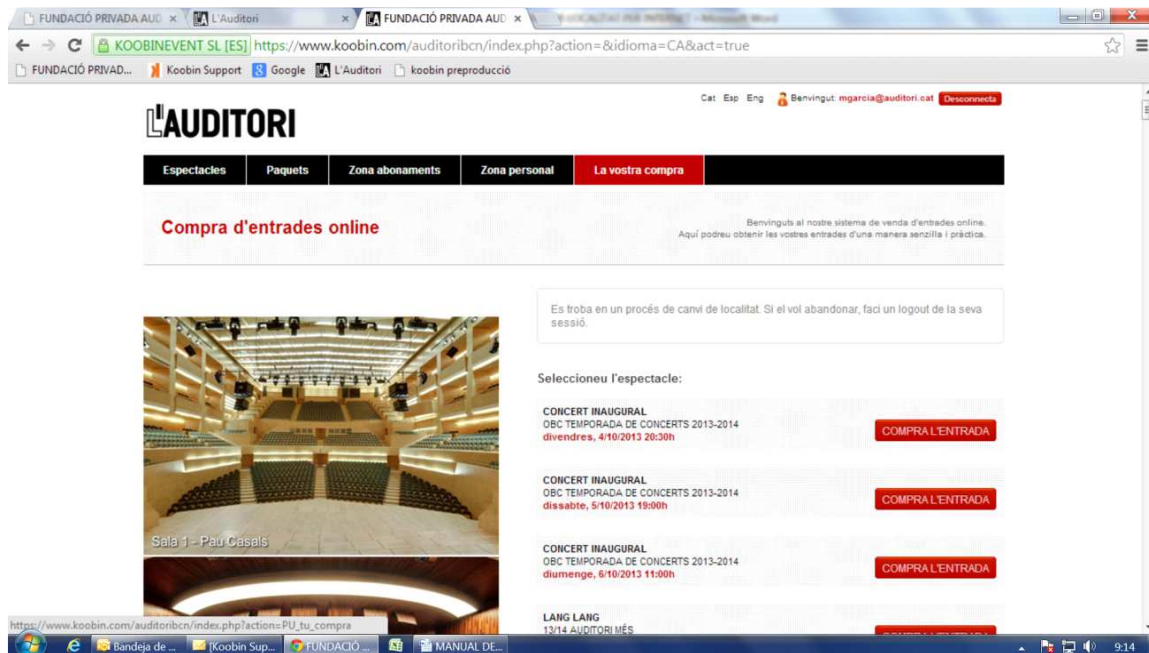 FUNDACIÓ PRIVADA AUD
L'Auditori
FUNDACIÓ PRIVADA AUD
KOOBINEVENT SL [ES] https://www.koobin.com/auditoribcn/index.php?action=&idioma=CA&act=true
FUNDACIÓ PRIVAD... Koobin Support Google L'Auditori koobin preproducció
Cat Esp Eng Benvingut: mgarcia@auditori.cat Desconnecta
L'AUDITORI
Espectacles Paquets Zona abonaments Zona personal La vostra compra
Compra d'entrades online
Benvinguts al nostre sistema de venda d'entrades online.
Aquí podreu obtenir les vostres entrades d'una manera senzilla i pràctica.
Es troba en un procés de canvi de localitat. Si el vol abandonar, faci un logout de la seva
sessió.
Seleccioneu l'espectacle:
CONCERT INAUGURAL
OBC TEMPORADA DE CONCERTS 2013-2014
divendres, 4/10/2013 20:30h
COMPRA L'ENTRADA
CONCERT INAUGURAL
OBC TEMPORADA DE CONCERTS 2013-2014
dissabte, 5/10/2013 19:00h
COMPRA L'ENTRADA
Sala 1 - Pau Casals
CONCERT INAUGURAL
OBC TEMPORADA DE CONCERTS 2013-2014
diumenge, 6/10/2013 11:00h
COMPRA L'ENTRADA
LANG LANG
13/14 AUDITORI MÉS
https://www.koobin.com/auditoribcn/index.php?action=PU_tu_compra
Bandeja de ... [Koobin Sup... FUNDACIÓ ... MANUAL DE... 9:14